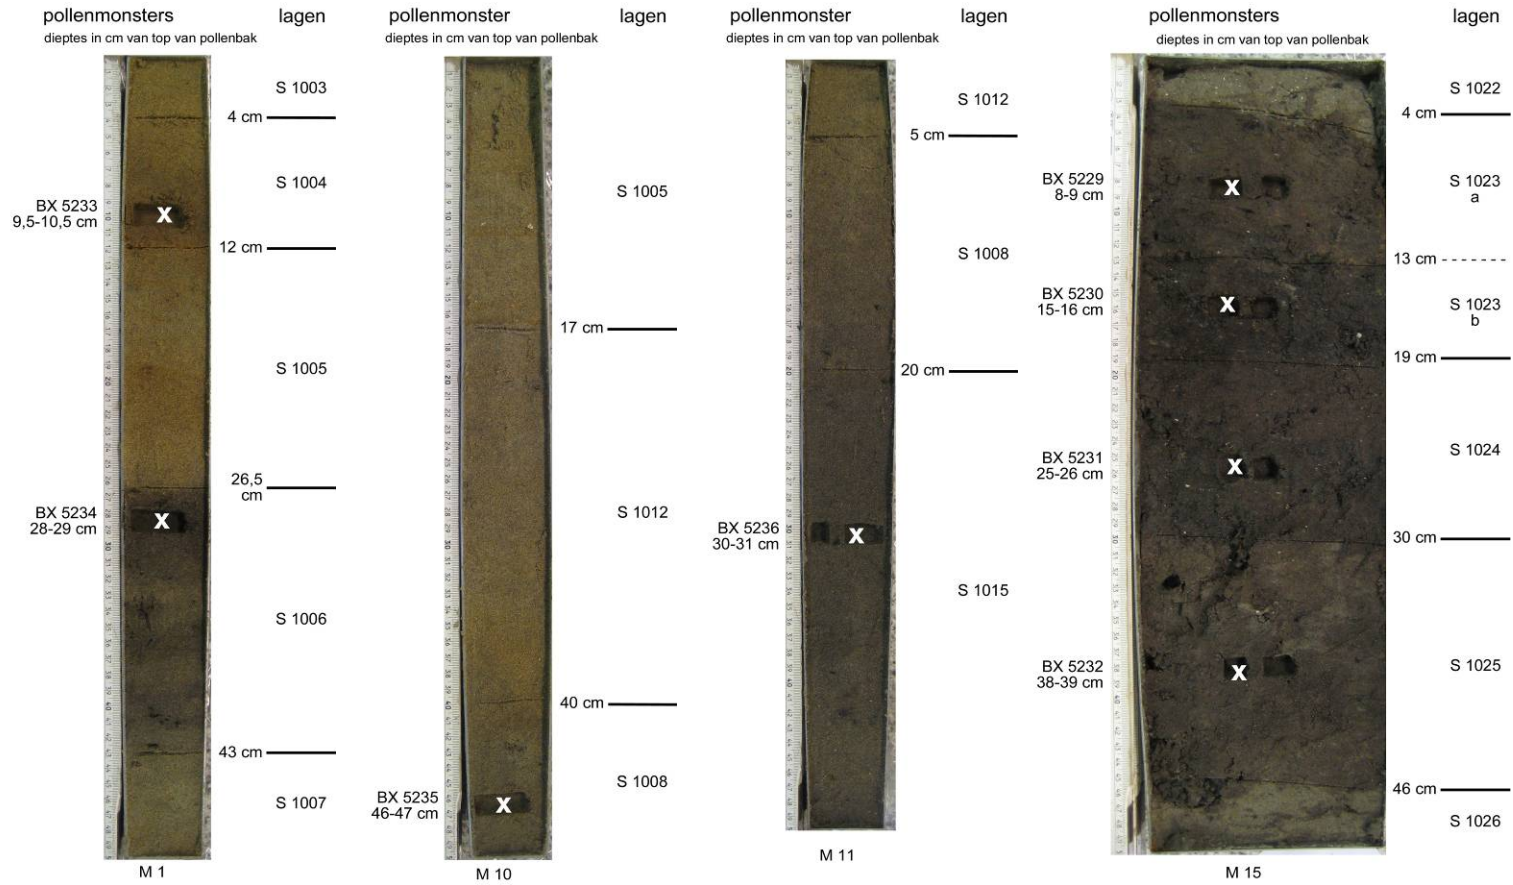 pollenmonsters
lagen
dieptes in cm van top van pollenbak
S 1003
4 cm
S 1004
BX 5233
9,5-10,5 cm
X
12 cm
S 1005
26,5
cm
BX 5234
28-29 cm
X
S 1006
43 cm
S 1007
M 1
pollenmonster
lagen
dieptes in cm van top van pollenbak
S 1005
17 cm
S 1012
40 cm
S 1008
BX 5235
46-47 cm
X
M 10
pollenmonster
lagen
dieptes in cm van top van pollenbak
S 1012
5 cm
S 1008
20 cm
BX 5236
30-31 cm
X
S 1015
M 11
pollenmonsters
lagen
dieptes in cm van top van pollenbak
S 1022
4 cm
BX 5229
8-9 cm
X
S 1023
a
13 cm
BX 5230
15-16 cm
X
S 1023
b
19 cm
BX 5231
25-26 cm
X
S 1024
30 cm
BX 5232
38-39 cm
X
S 1025
46 cm
S 1026
M 15